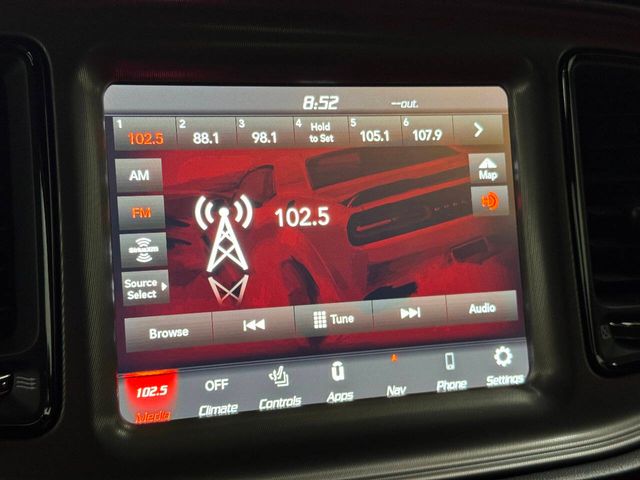 8:52 --out.
1 102.5 2 88.1 3 98.1 4 Hold to Set 5 105.1 6 107.9
AM
Map
FM
102.5
SiriusXM
Source
Select
Browse Tune Audio
102.5 OFF
Media Climate Controls Apps Nav Phone Settings